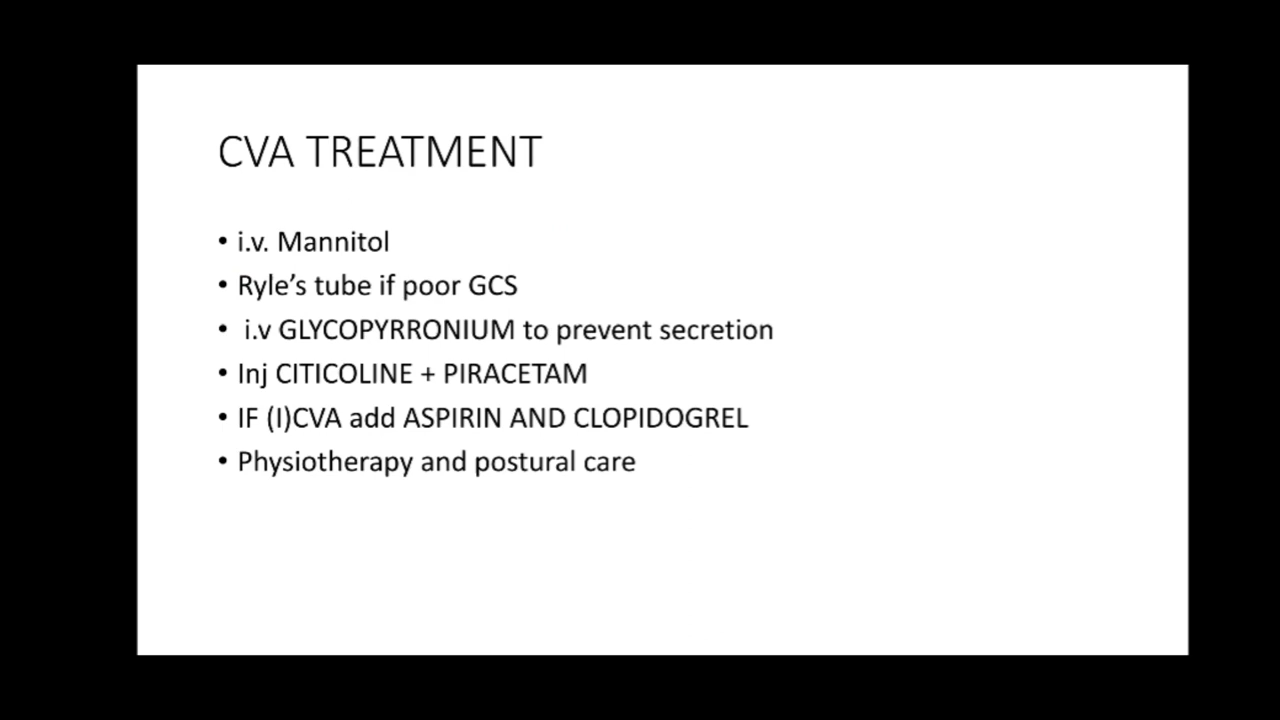 CVA TREATMENT
• i.v. Mannitol
• Ryle’s tube if poor GCS
• i.v GLYCOPYRRONIUM to prevent secretion
• Inj CITICOLINE + PIRACETAM
• IF (I)CVA add ASPIRIN AND CLOPIDOGREL
• Physiotherapy and postural care